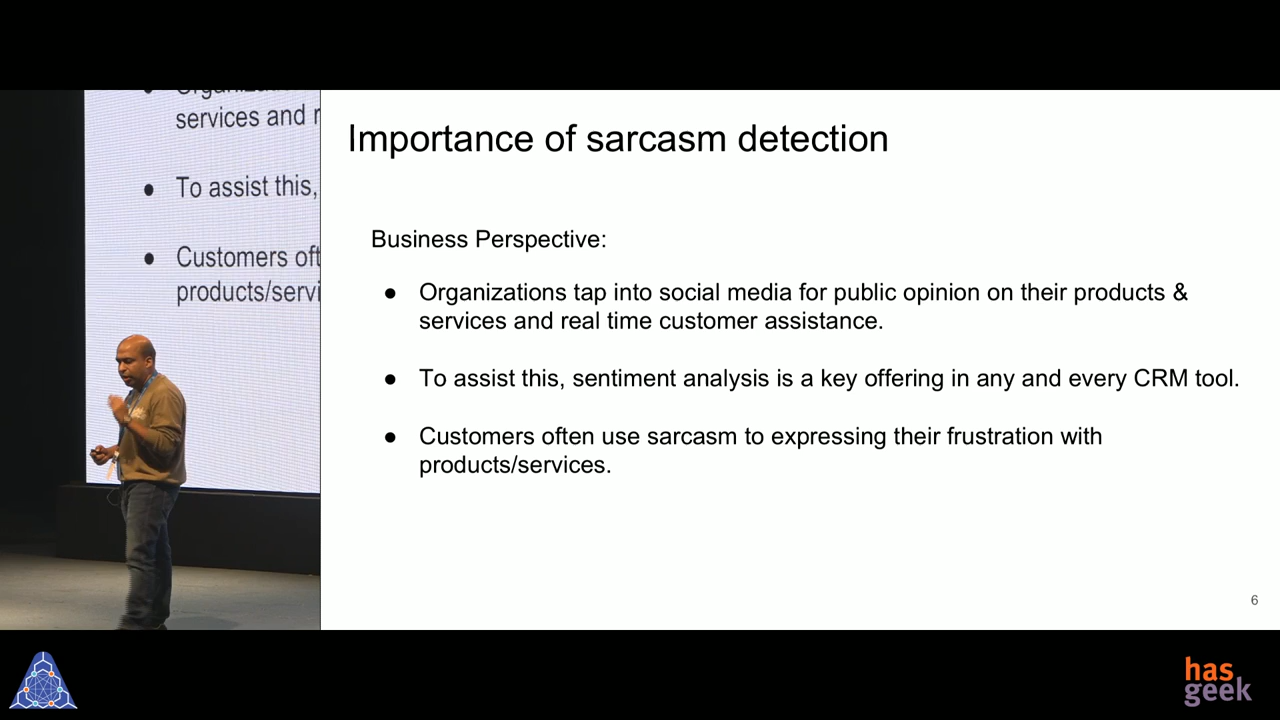 services and
To assist this,
Customers
Importance of sarcasm detection
Business Perspective:
● Organizations tap into social media for public opinion on their products &
services and real time customer assistance.
● To assist this, sentiment analysis is a key offering in any and every CRM tool.
● Customers often use sarcasm to expressing their frustration with
products/services.
6
has
geek